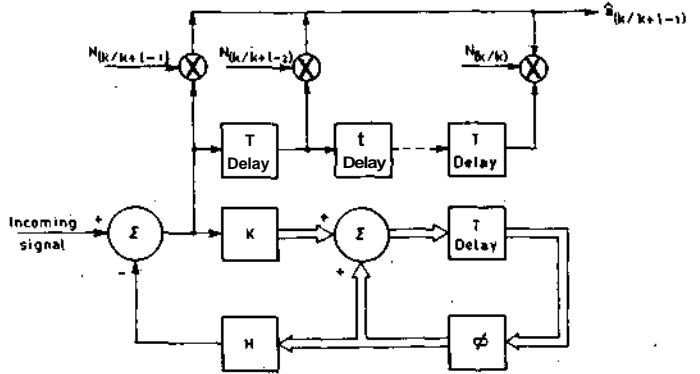 â(k/k+l-1)
N(k/k+l-1)
N(k/k+l-2)
N(k/k)
T
Delay
t
Delay
T
Delay
Incoming
signal
+
Σ
-
K
+
Σ
+
T
Delay
H
ϕ